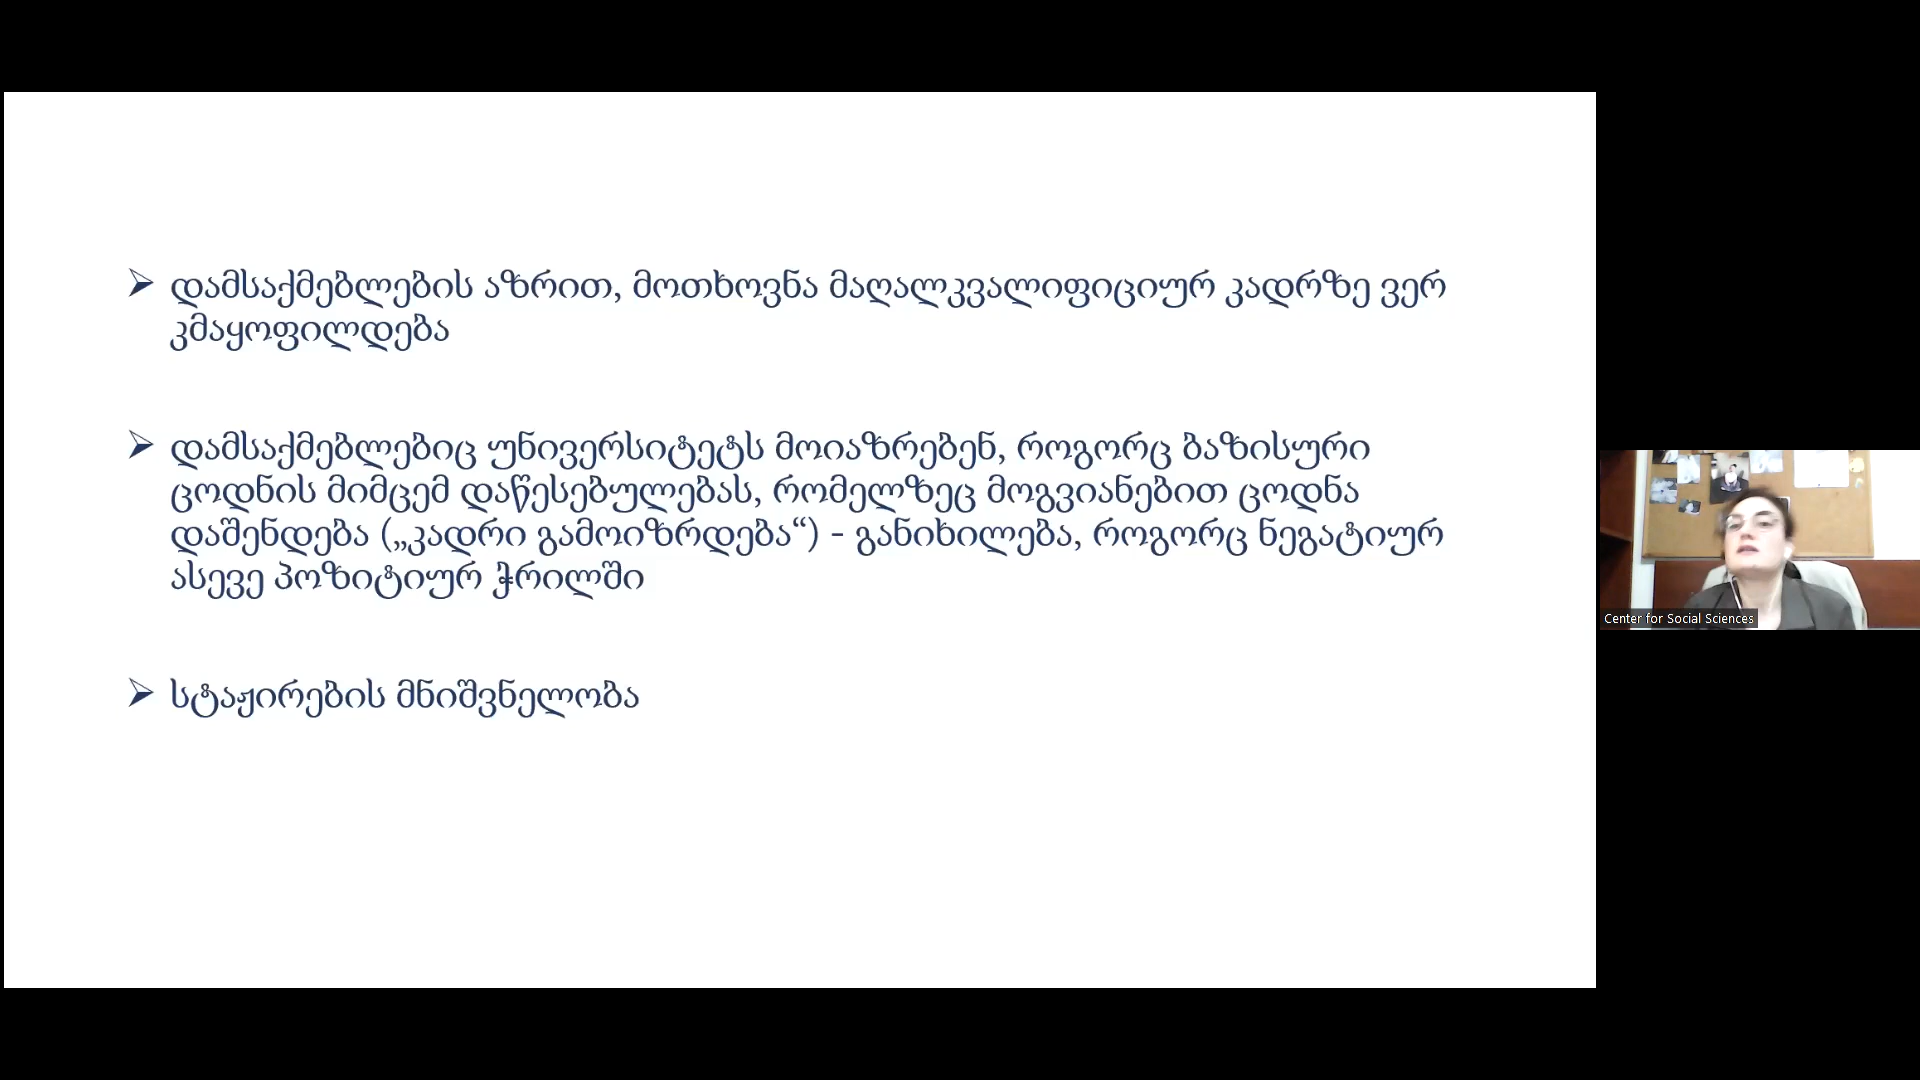 ➢ დამსაქმებლების აზრით, მოთხოვნა მაღალკვალიფიციურ კადრზე ვერ
კმაყოფილდება
➢ დამსაქმებლებიც უნივერსიტეტს მოიაზრებენ, როგორც ბაზისური
ცოდნის მიმცემ დაწესებულებას, რომელზეც მოგვიანებით ცოდნა
დაშენდება („კადრი გამოიზრდება“) - განიხილება, როგორც ნეგატიურ
ასევე პოზიტიურ ჭრილში
➢ სტაჟირების მნიშვნელობა
Center for Social Sciences